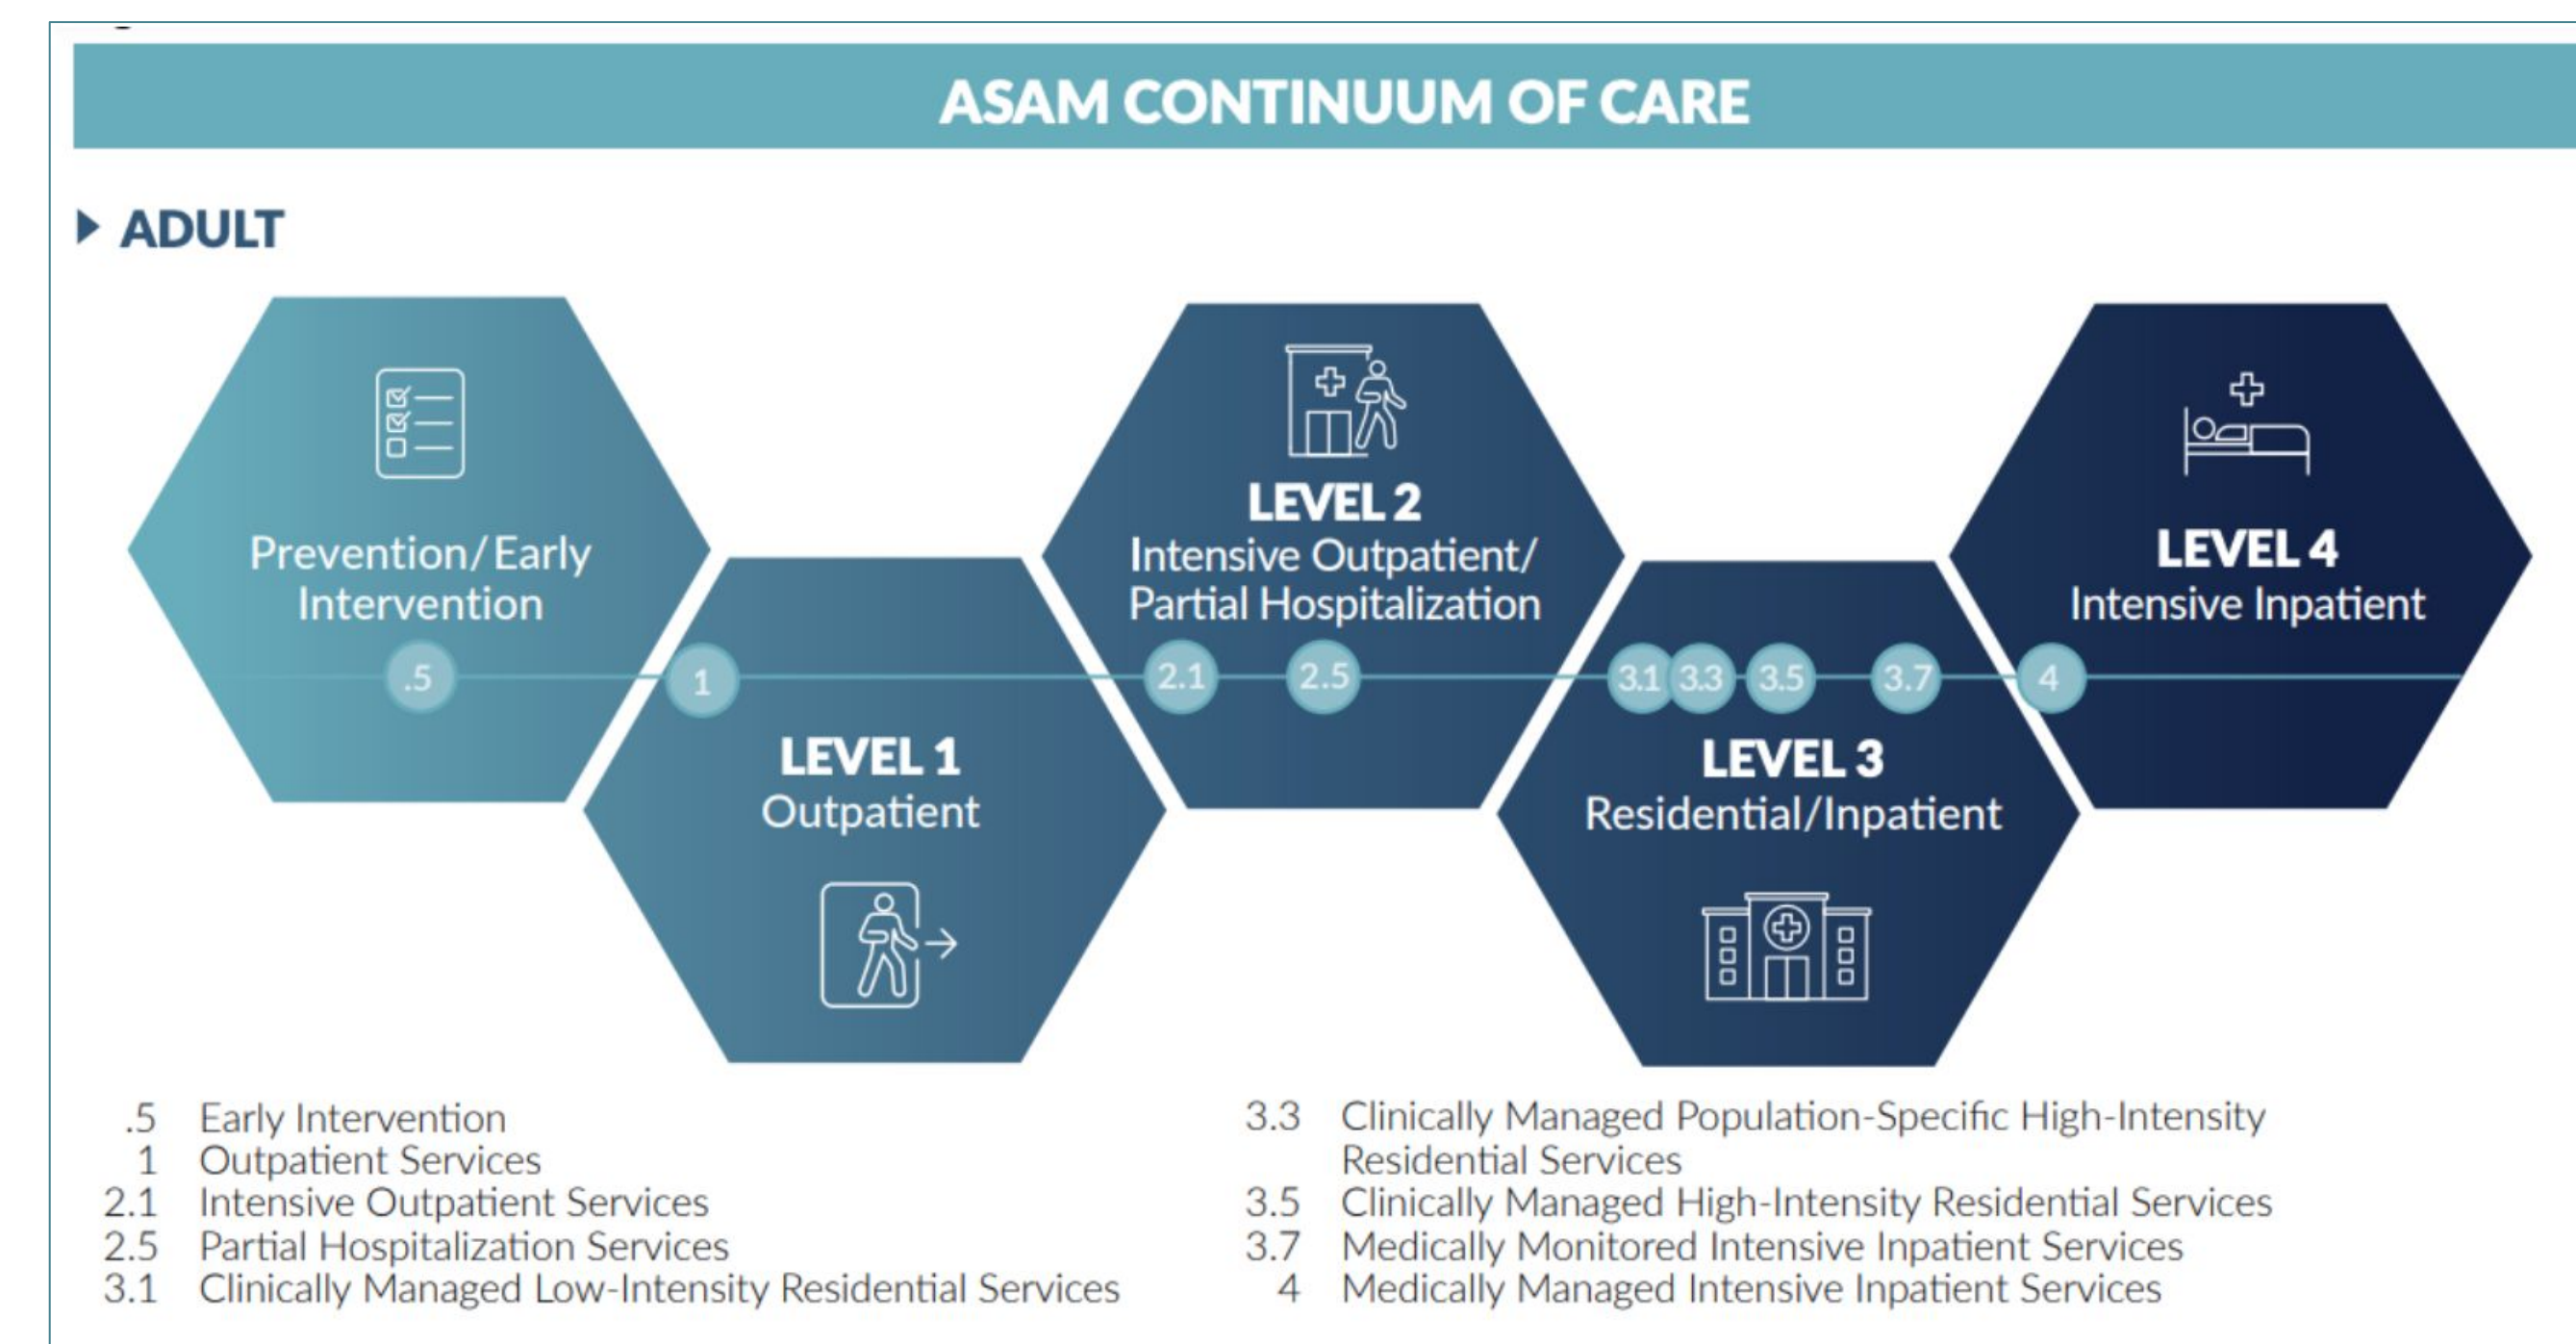 ASAM CONTINUUM OF CARE
ADULT
Prevention/Early
Intervention
.5
1
LEVEL 1
Outpatient
LEVEL 2
Intensive Outpatient/
Partial Hospitalization
2.1 2.5
3.1 3.3 3.5 3.7
LEVEL 3
Residential/Inpatient
LEVEL 4
Intensive Inpatient
4
.5 Early Intervention
1 Outpatient Services
2.1 Intensive Outpatient Services
2.5 Partial Hospitalization Services
3.1 Clinically Managed Low-Intensity Residential Services
3.3 Clinically Managed Population-Specific High-Intensity
Residential Services
3.5 Clinically Managed High-Intensity Residential Services
3.7 Medically Monitored Intensive Inpatient Services
4 Medically Managed Intensive Inpatient Services